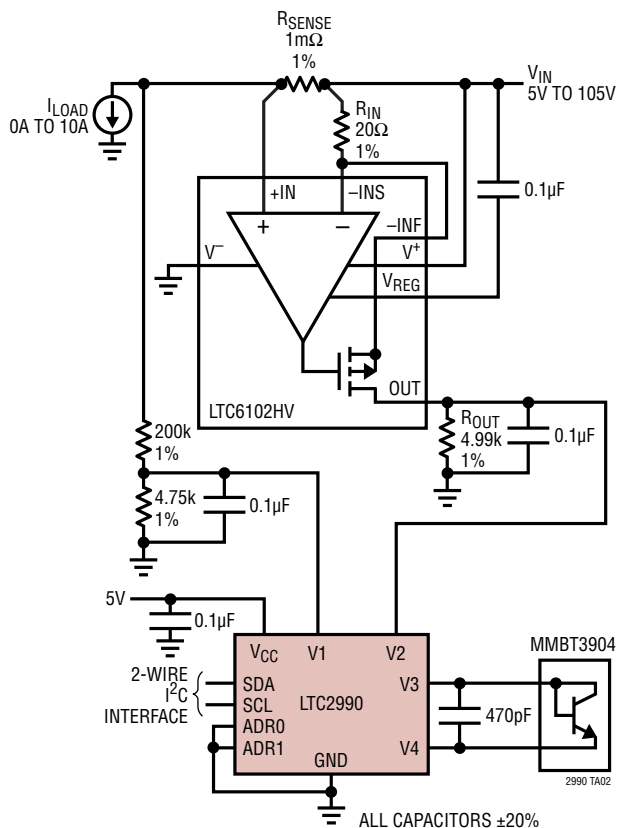 RSENSE
1mΩ
1%
VIN
5V TO 105V
ILOAD
0A TO 10A
RIN
20Ω
1%
+IN
–INS
0.1µF
+
–
–INF
V–
V+
VREG
OUT
LTC6102HV
ROUT
4.99k
1%
0.1µF
200k
1%
4.75k
1%
0.1µF
5V
0.1µF
VCC
V1
V2
MMBT3904
2-WIRE
I2C
INTERFACE
SDA
SCL
ADR0
ADR1
LTC2990
V3
V4
470pF
GND
2990 TA02
ALL CAPACITORS ±20%